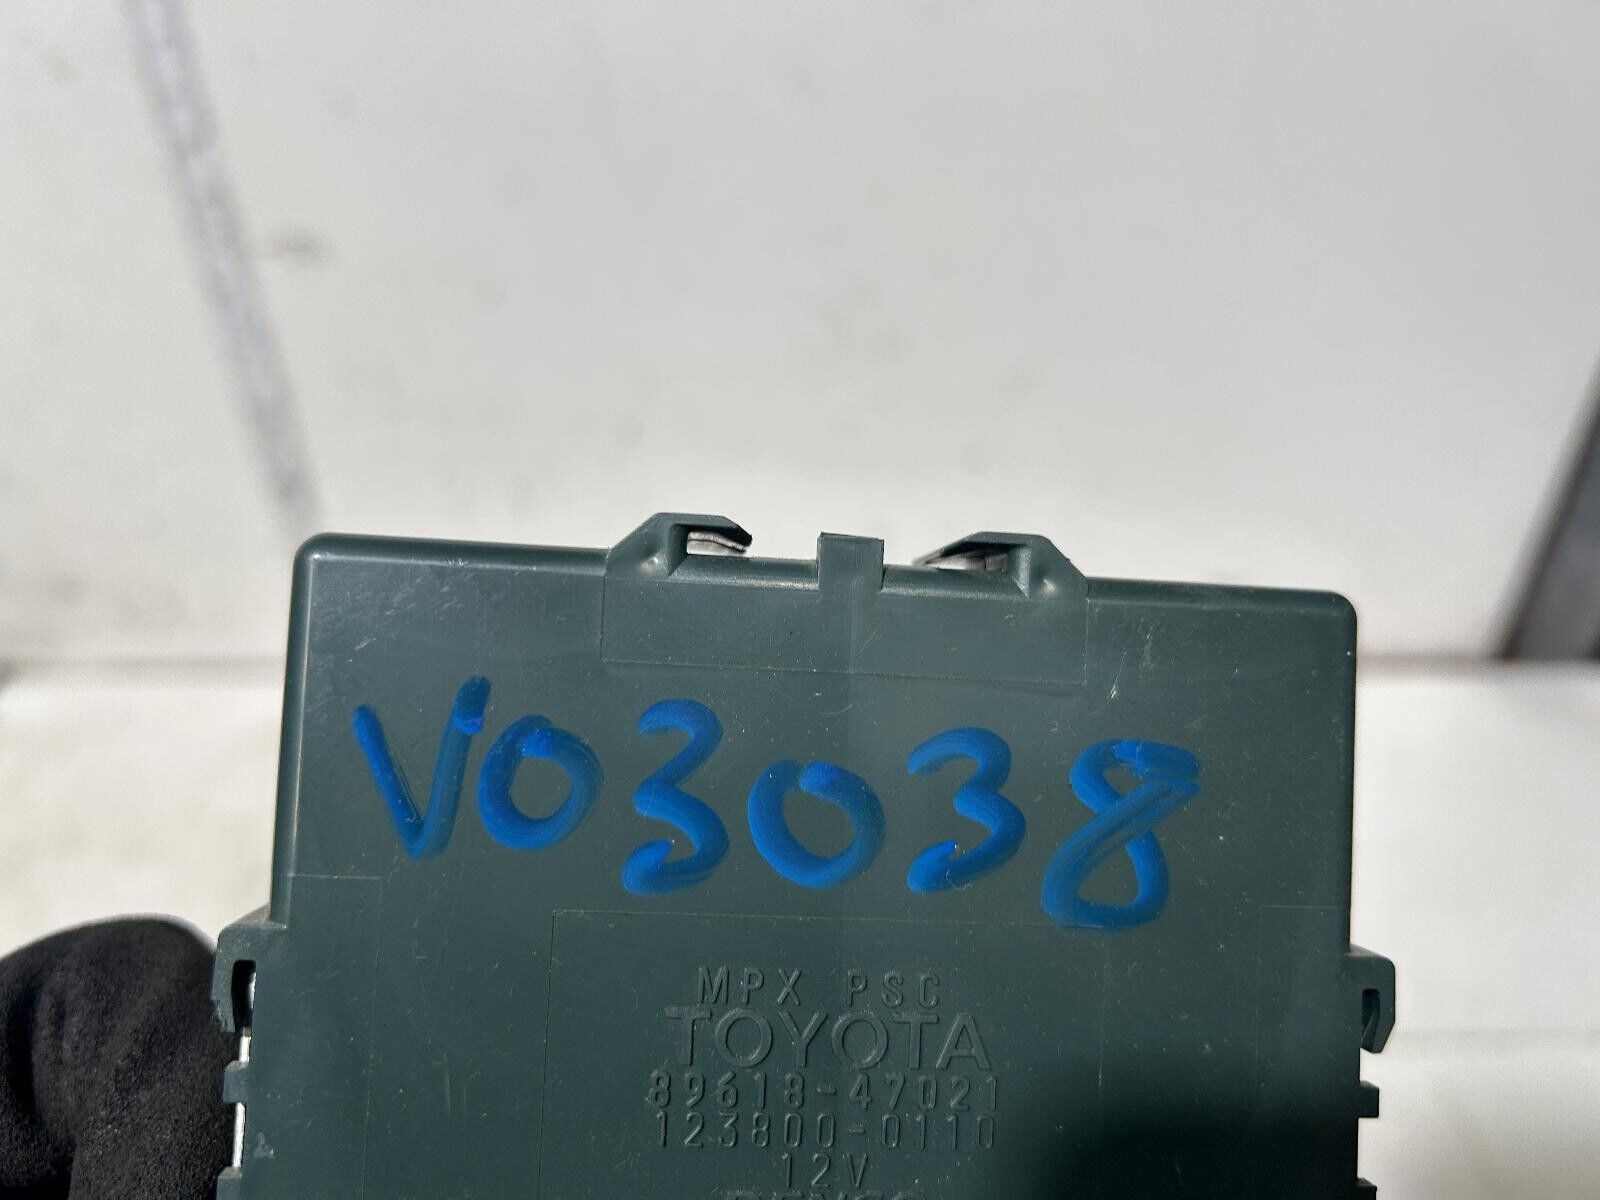 V03038
MPX PSC
TOYOTA
89618-47021
123800-0110
12V